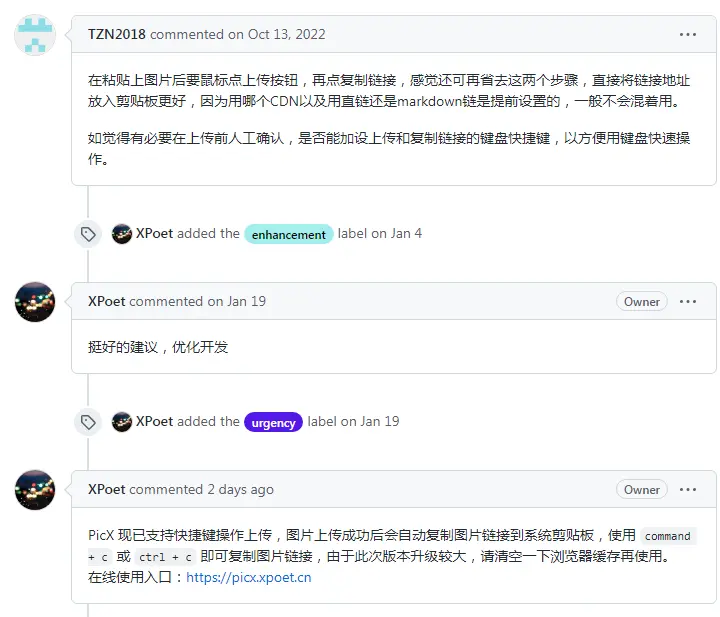 TZN2018 commented on Oct 13, 2022
在粘贴上图片后要鼠标点上传按钮，再点复制链接，感觉还可再省去这两个步骤，直接将链接地址
放入剪贴板更好，因为用哪个CDN以及用直链还是markdown链是提前设置的，一般不会混着用。
如觉得有必要在上传前人工确认，是否能加设上传和复制链接的键盘快捷键，以方便用键盘快速操
作。
XPoet added the enhancement label on Jan 4
XPoet commented on Jan 19 Owner
挺好的建议，优化开发
XPoet added the urgency label on Jan 19
XPoet commented 2 days ago Owner
PicX 现已支持快捷键操作上传，图片上传成功后会自动复制图片链接到系统剪贴板，使用 command
+ c 或 ctrl + c 即可复制图片链接，由于此次版本升级较大，请清空一下浏览器缓存再使用。
在线使用入口：https://picx.xpoet.cn